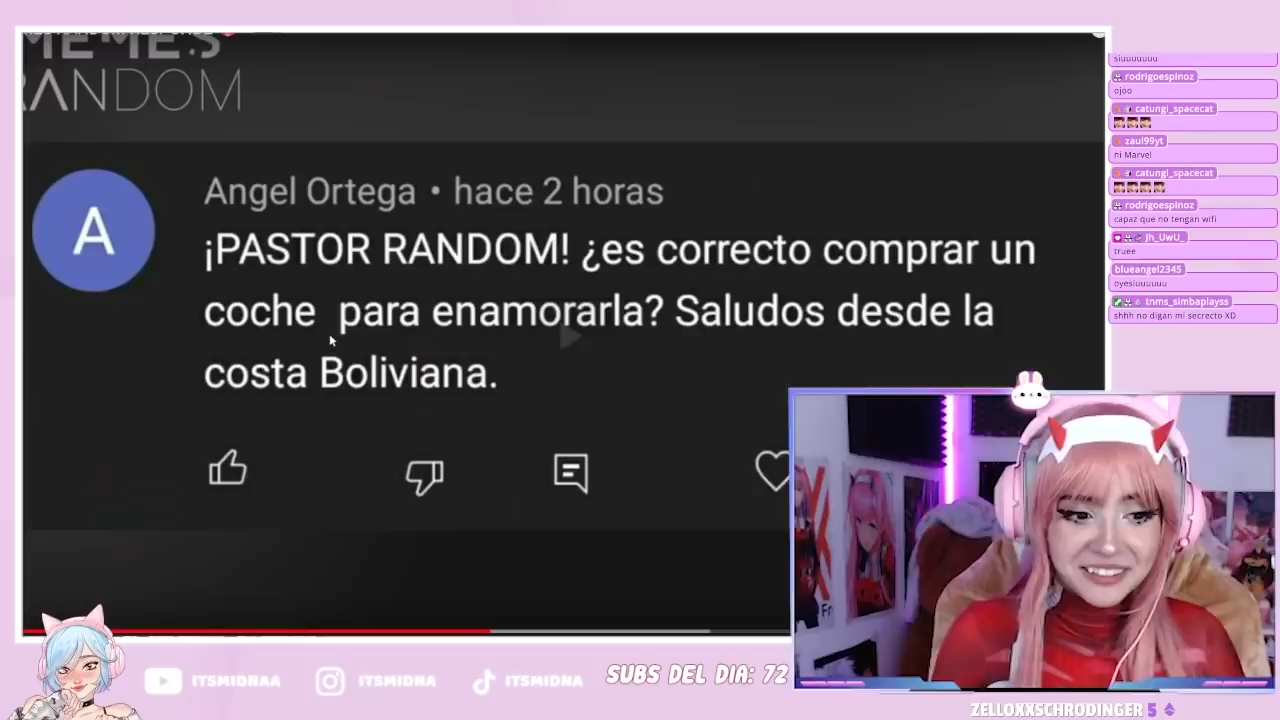 MEMES
RANDOM
Angel Ortega • hace 2 horas
¡PASTOR RANDOM! ¿es correcto comprar un
coche para enamorarla? Saludos desde la
costa Boliviana.
A
siuuuuuu
rodrigoespinoz
ojoo
catungi_spacecat
zaul99yt
ni Marvel
catungi_spacecat
rodrigoespinoz
capaz que no tengan wifi
Jh_UwU_
truee
blueangel2345
oyesiuuuuu
tnms_simbaplayss
shhh no digan mi secrecto XD
ITSMIDNAA
ITSMIDNA
ITSMIDNA
SUBS DEL DIA: 72
ZELLOXXSCHRODINGER 5